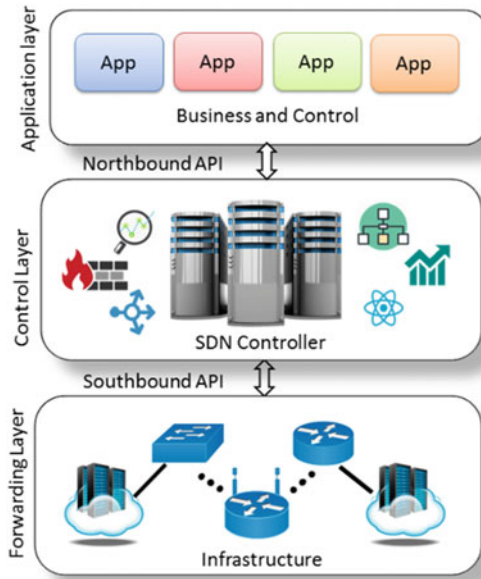 Application layer
App App App App
Business and Control
Northbound API
Control Layer
SDN Controller
Southbound API
Forwarding Layer
Infrastructure